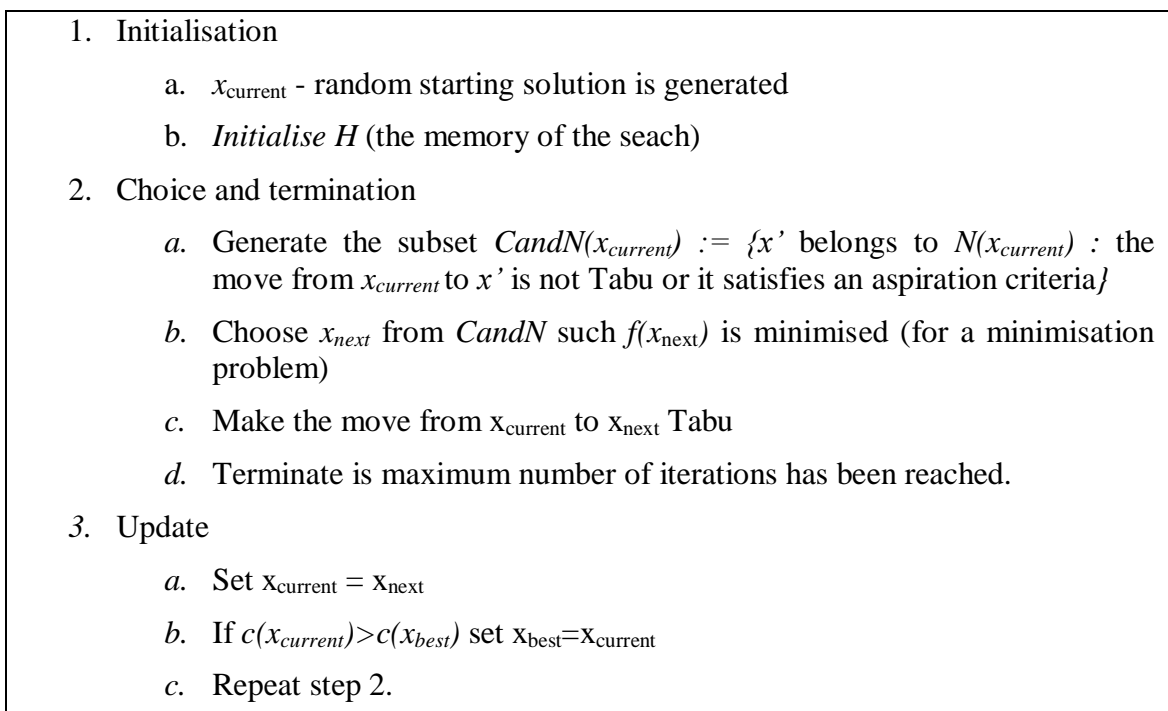 1. Initialisation
a. xcurrent - random starting solution is generated
b. Initialise H (the memory of the seach)
2. Choice and termination
a. Generate the subset CandN(xcurrent) := {x’ belongs to N(xcurrent) : the
move from xcurrent to x’ is not Tabu or it satisfies an aspiration criteria}
b. Choose xnext from CandN such f(xnext) is minimised (for a minimisation
problem)
c. Make the move from xcurrent to xnext Tabu
d. Terminate is maximum number of iterations has been reached.
3. Update
a. Set xcurrent = xnext
b. If c(xcurrent)>c(xbest) set xbest=xcurrent
c. Repeat step 2.